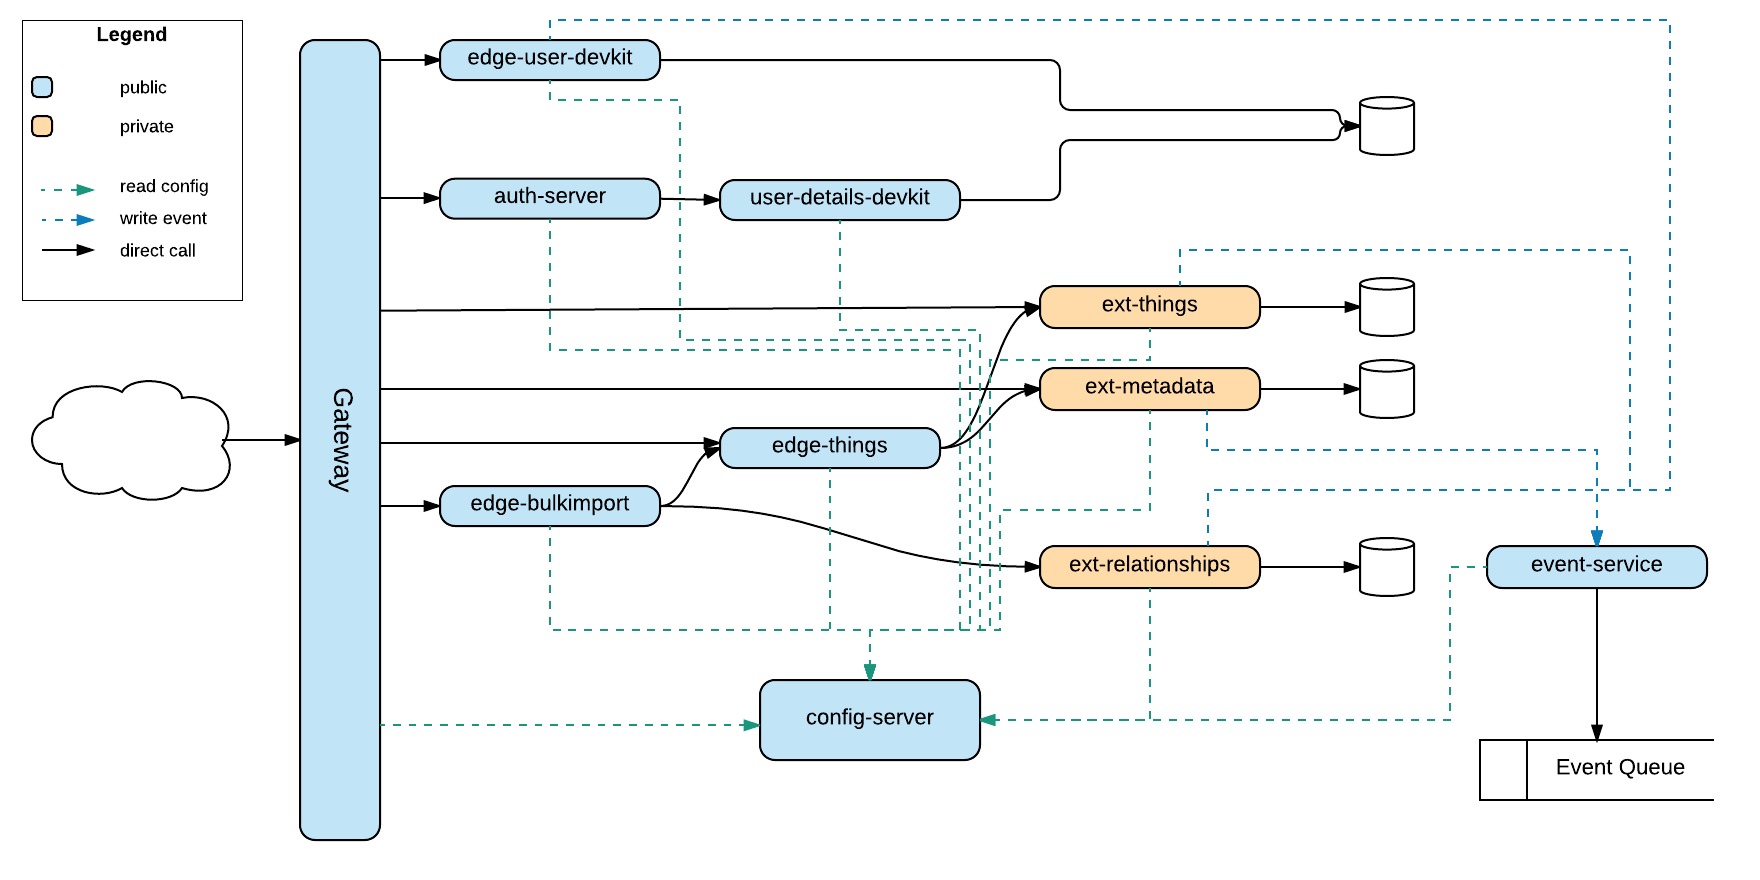 Legend
public
private
read config
write event
direct call
Gateway
edge-user-devkit
auth-server
user-details-devkit
ext-things
ext-metadata
edge-things
edge-bulkimport
ext-relationships
event-service
config-server
Event Queue